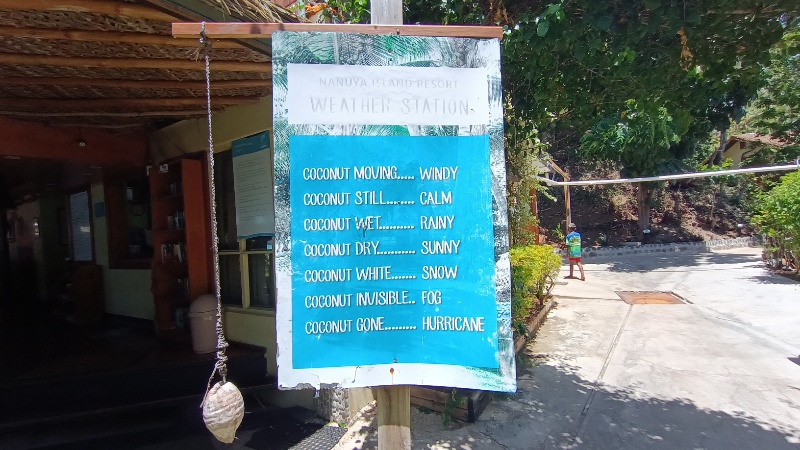 NANUYA ISLAND RESORT
WEATHER STATION
COCONUT MOVING..... WINDY
COCONUT STILL....... CALM
COCONUT WET.......... RAINY
COCONUT DRY........... SUNNY
COCONUT WHITE....... SNOW
COCONUT INVISIBLE.. FOG
COCONUT GONE......... HURRICANE